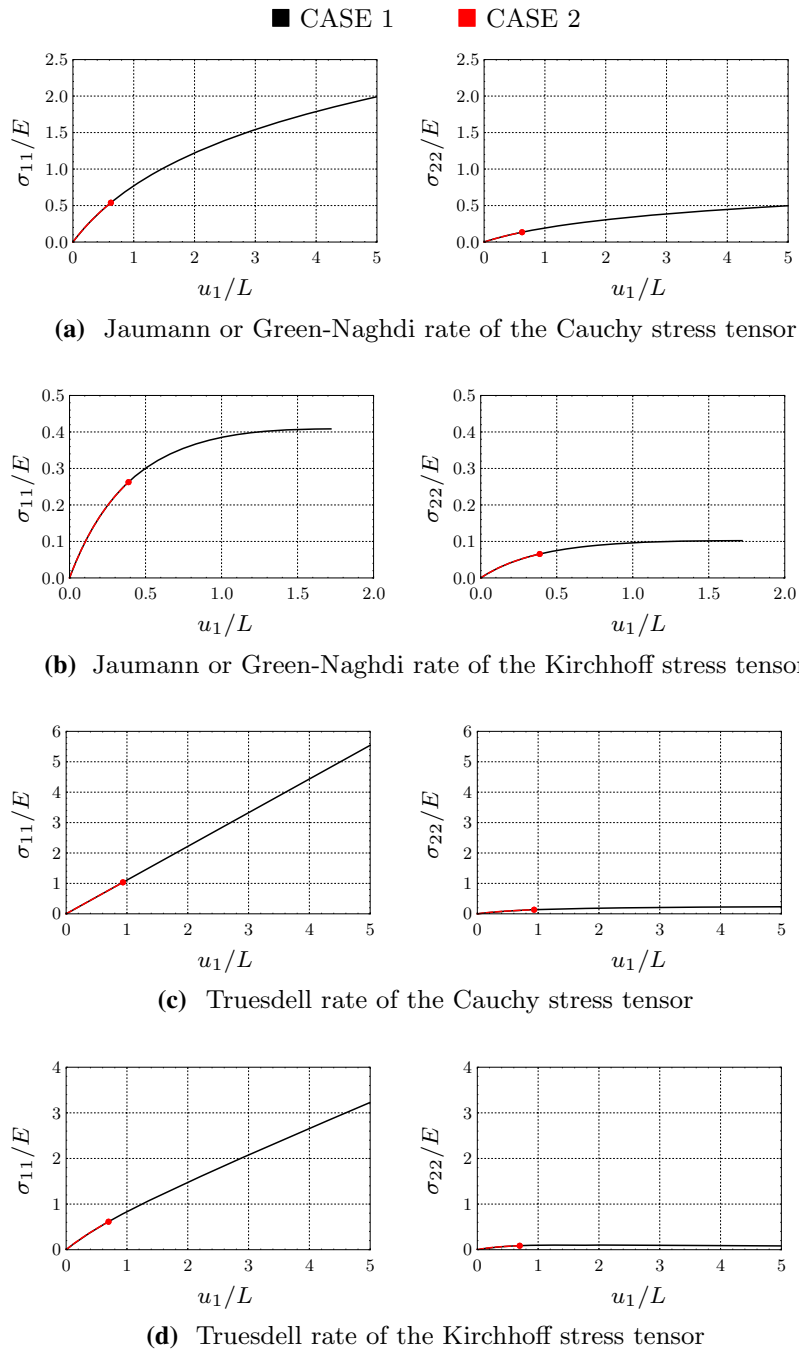 CASE 1 CASE 2
σ11/E
2.5
2.0
1.5
1.0
0.5
0.0
0 1 2 3 4 5
u1/L
σ22/E
2.5
2.0
1.5
1.0
0.5
0.0
0 1 2 3 4 5
u1/L
(a) Jaumann or Green-Naghdi rate of the Cauchy stress tensor
σ11/E
0.5
0.4
0.3
0.2
0.1
0.0
0.0 0.5 1.0 1.5 2.0
u1/L
σ22/E
0.5
0.4
0.3
0.2
0.1
0.0
0.0 0.5 1.0 1.5 2.0
u1/L
(b) Jaumann or Green-Naghdi rate of the Kirchhoff stress tensor
σ11/E
6
5
4
3
2
1
0
0 1 2 3 4 5
u1/L
σ22/E
6
5
4
3
2
1
0
0 1 2 3 4 5
u1/L
(c) Truesdell rate of the Cauchy stress tensor
σ11/E
4
3
2
1
0
0 1 2 3 4 5
u1/L
σ22/E
4
3
2
1
0
0 1 2 3 4 5
u1/L
(d) Truesdell rate of the Kirchhoff stress tensor